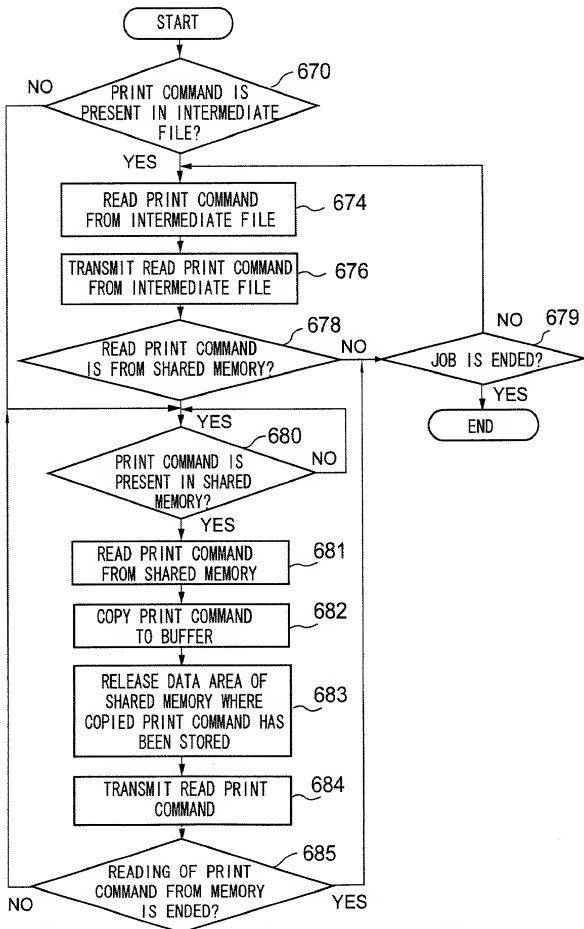 START
670
NO
PRINT COMMAND IS
PRESENT IN INTERMEDIATE
FILE?
YES
READ PRINT COMMAND
FROM INTERMEDIATE FILE
674
TRANSMIT READ PRINT COMMAND
FROM INTERMEDIATE FILE
676
678
READ PRINT COMMAND
IS FROM SHARED MEMORY?
NO
NO
679
JOB IS ENDED?
YES
END
YES
680
PRINT COMMAND IS
PRESENT IN SHARED
MEMORY?
NO
YES
READ PRINT COMMAND
FROM SHARED MEMORY
681
COPY PRINT COMMAND
TO BUFFER
682
RELEASE DATA AREA OF
SHARED MEMORY WHERE
COPIED PRINT COMMAND HAS
BEEN STORED
683
TRANSMIT READ PRINT
COMMAND
684
685
READING OF PRINT
COMMAND FROM MEMORY
IS ENDED?
NO
YES